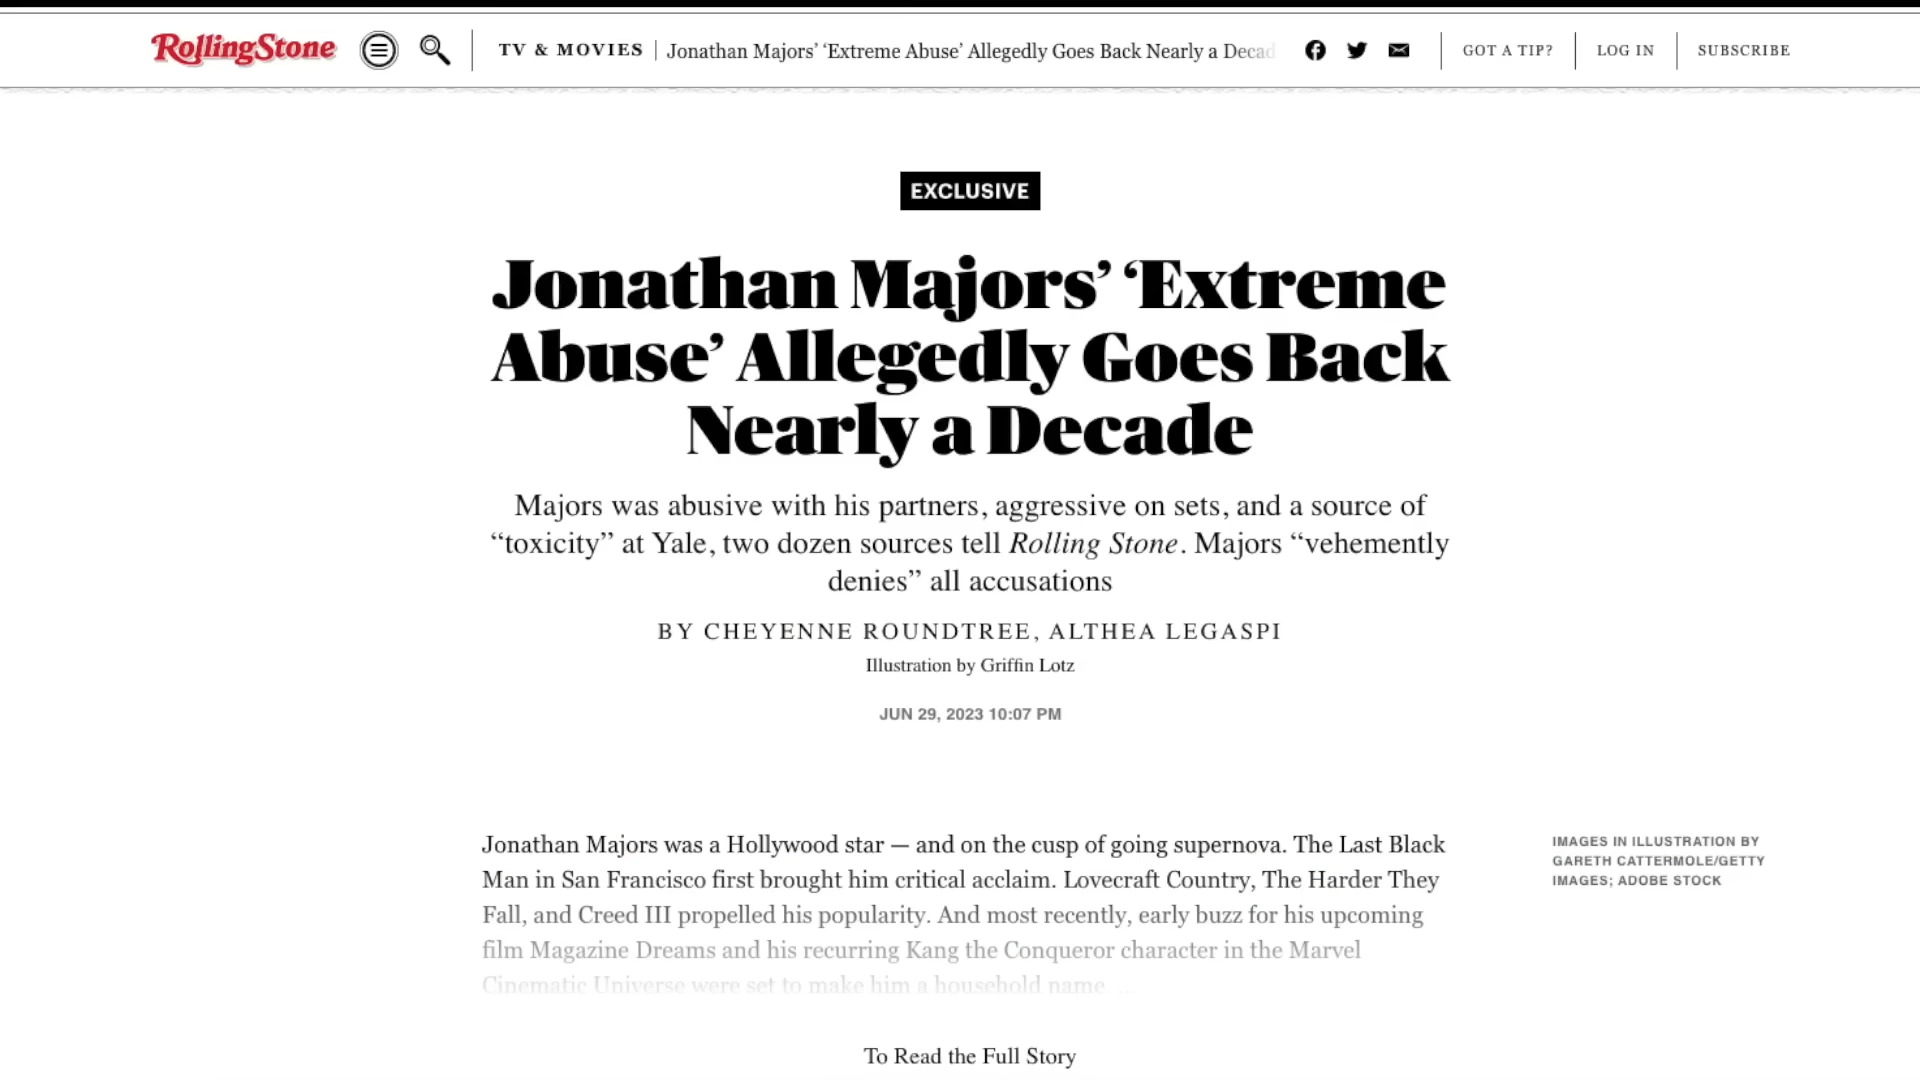 RollingStone
TV & MOVIES | Jonathan Majors’ ‘Extreme Abuse’ Allegedly Goes Back Nearly a Decad
GOT A TIP?
LOG IN
SUBSCRIBE
EXCLUSIVE
Jonathan Majors’ ‘Extreme
Abuse’ Allegedly Goes Back
Nearly a Decade
Majors was abusive with his partners, aggressive on sets, and a source of
“toxicity” at Yale, two dozen sources tell Rolling Stone. Majors “vehemently
denies” all accusations
BY CHEYENNE ROUNDTREE, ALTHEA LEGASPI
Illustration by Griffin Lotz
JUN 29, 2023 10:07 PM
Jonathan Majors was a Hollywood star — and on the cusp of going supernova. The Last Black
Man in San Francisco first brought him critical acclaim. Lovecraft Country, The Harder They
Fall, and Creed III propelled his popularity. And most recently, early buzz for his upcoming
film Magazine Dreams and his recurring Kang the Conqueror character in the Marvel
Cinematic Universe were set to make him a household name. ...
IMAGES IN ILLUSTRATION BY
GARETH CATTERMOLE/GETTY
IMAGES; ADOBE STOCK
To Read the Full Story